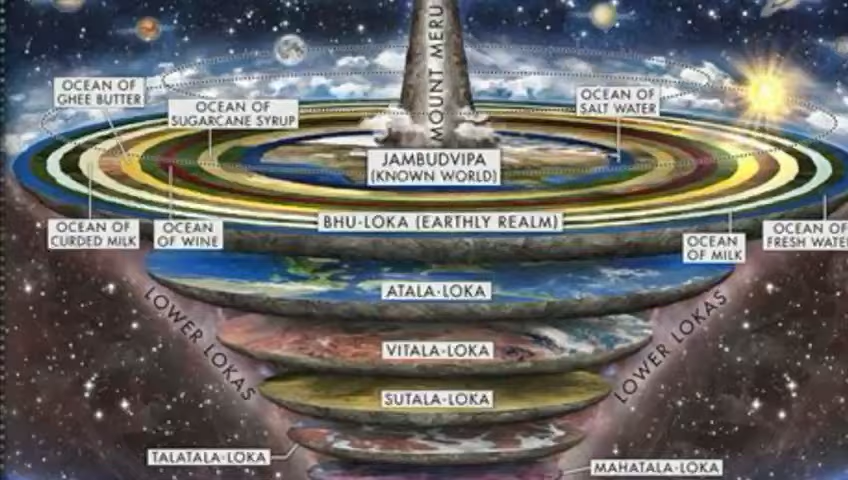 MOUNT MERU
OCEAN OF
GHEE BUTTER
OCEAN OF
SUGARCANE SYRUP
OCEAN OF
SALT WATER
JAMBUDVIPA
(KNOWN WORLD)
BHU-LOKA (EARTHLY REALM)
OCEAN OF
CURDED MILK
OCEAN
OF WINE
OCEAN
OF MILK
OCEAN OF
FRESH WATE
ATALA-LOKA
LOWER LOKAS
LOWER LOKAS
VITALA-LOKA
SUTALA-LOKA
TALATALA-LOKA
MAHATALA-LOKA